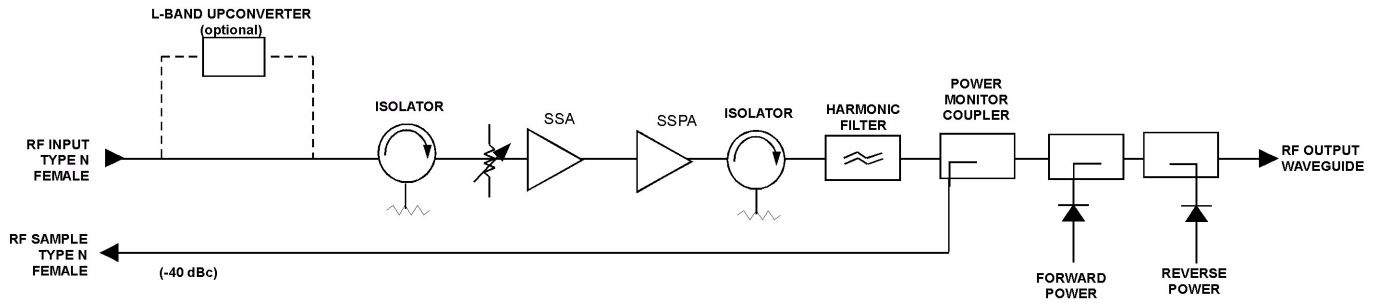 L-BAND UPCONVERTER
(optional)
RF INPUT
TYPE N
FEMALE
ISOLATOR
SSA
SSPA
ISOLATOR
HARMONIC
FILTER
POWER
MONITOR
COUPLER
RF OUTPUT
WAVEGUIDE
RF SAMPLE
TYPE N
FEMALE
(-40 dBc)
FORWARD
POWER
REVERSE
POWER